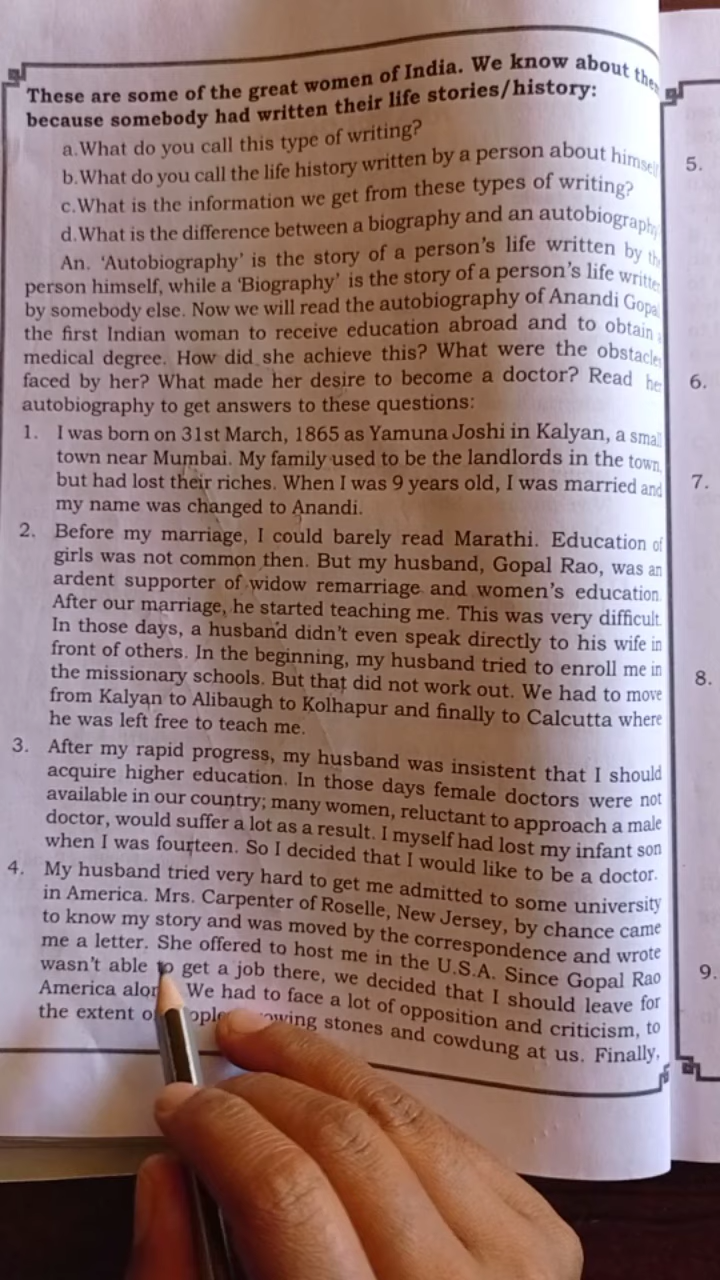 These are some of the great women of India. We know about
because somebody had written their life stories/history:
a.What do you call this type of writing?
b.What do you call the life history written by a person about
c.What is the information we get from these types of writing?
d.What is the difference between a biography and an
An. 'Autobiography' is the story of a person's life written by
person himself, while a 'Biography' is the story of a person's life
by somebody else. Now we will read the autobiography of Anandi
the first Indian woman to receive education abroad and to obtain
medical degree. How did she achieve this? What were the
faced by her? What made her desire to become a doctor? Read
autobiography to get answers to these questions:
1. I was born on 31st March, 1865 as Yamuna Joshi in Kalyan, a
town near Mumbai. My family used to be the landlords in the town,
but had lost their riches. When I was 9 years old, I was married and
my name was changed to Anandi.
2. Before my marriage, I could barely read Marathi. Education of
girls was not common then. But my husband, Gopal Rao, was an
ardent supporter of widow remarriage and women's education.
After our marriage, he started teaching me. This was very difficult.
In those days, a husband didn't even speak directly to his wife in
front of others. In the beginning, my husband tried to enroll me in
the missionary schools. But that did not work out. We had to move
from Kalyan to Alibaugh to Kolhapur and finally to Calcutta where
he was left free to teach me.
3. After my rapid progress, my husband was insistent that I should
acquire higher education. In those days female doctors were not
available in our country; many women, reluctant to approach a male
doctor, would suffer a lot as a result. I myself had lost my infant son
when I was fourteen. So I decided that I would like to be a doctor.
4. My husband tried very hard to get me admitted to some university
in America. Mrs. Carpenter of Roselle, New Jersey, by chance came
to know my story and was moved by the correspondence and wrote
me a letter. She offered to host me in the U.S.A. Since Gopal Rao
wasn't able to get a job there, we decided that I should leave for
America We had to face a lot of opposition and criticism, to
the extent stones and cowdung at us. Finally,
5.
6.
7.
8.
9.